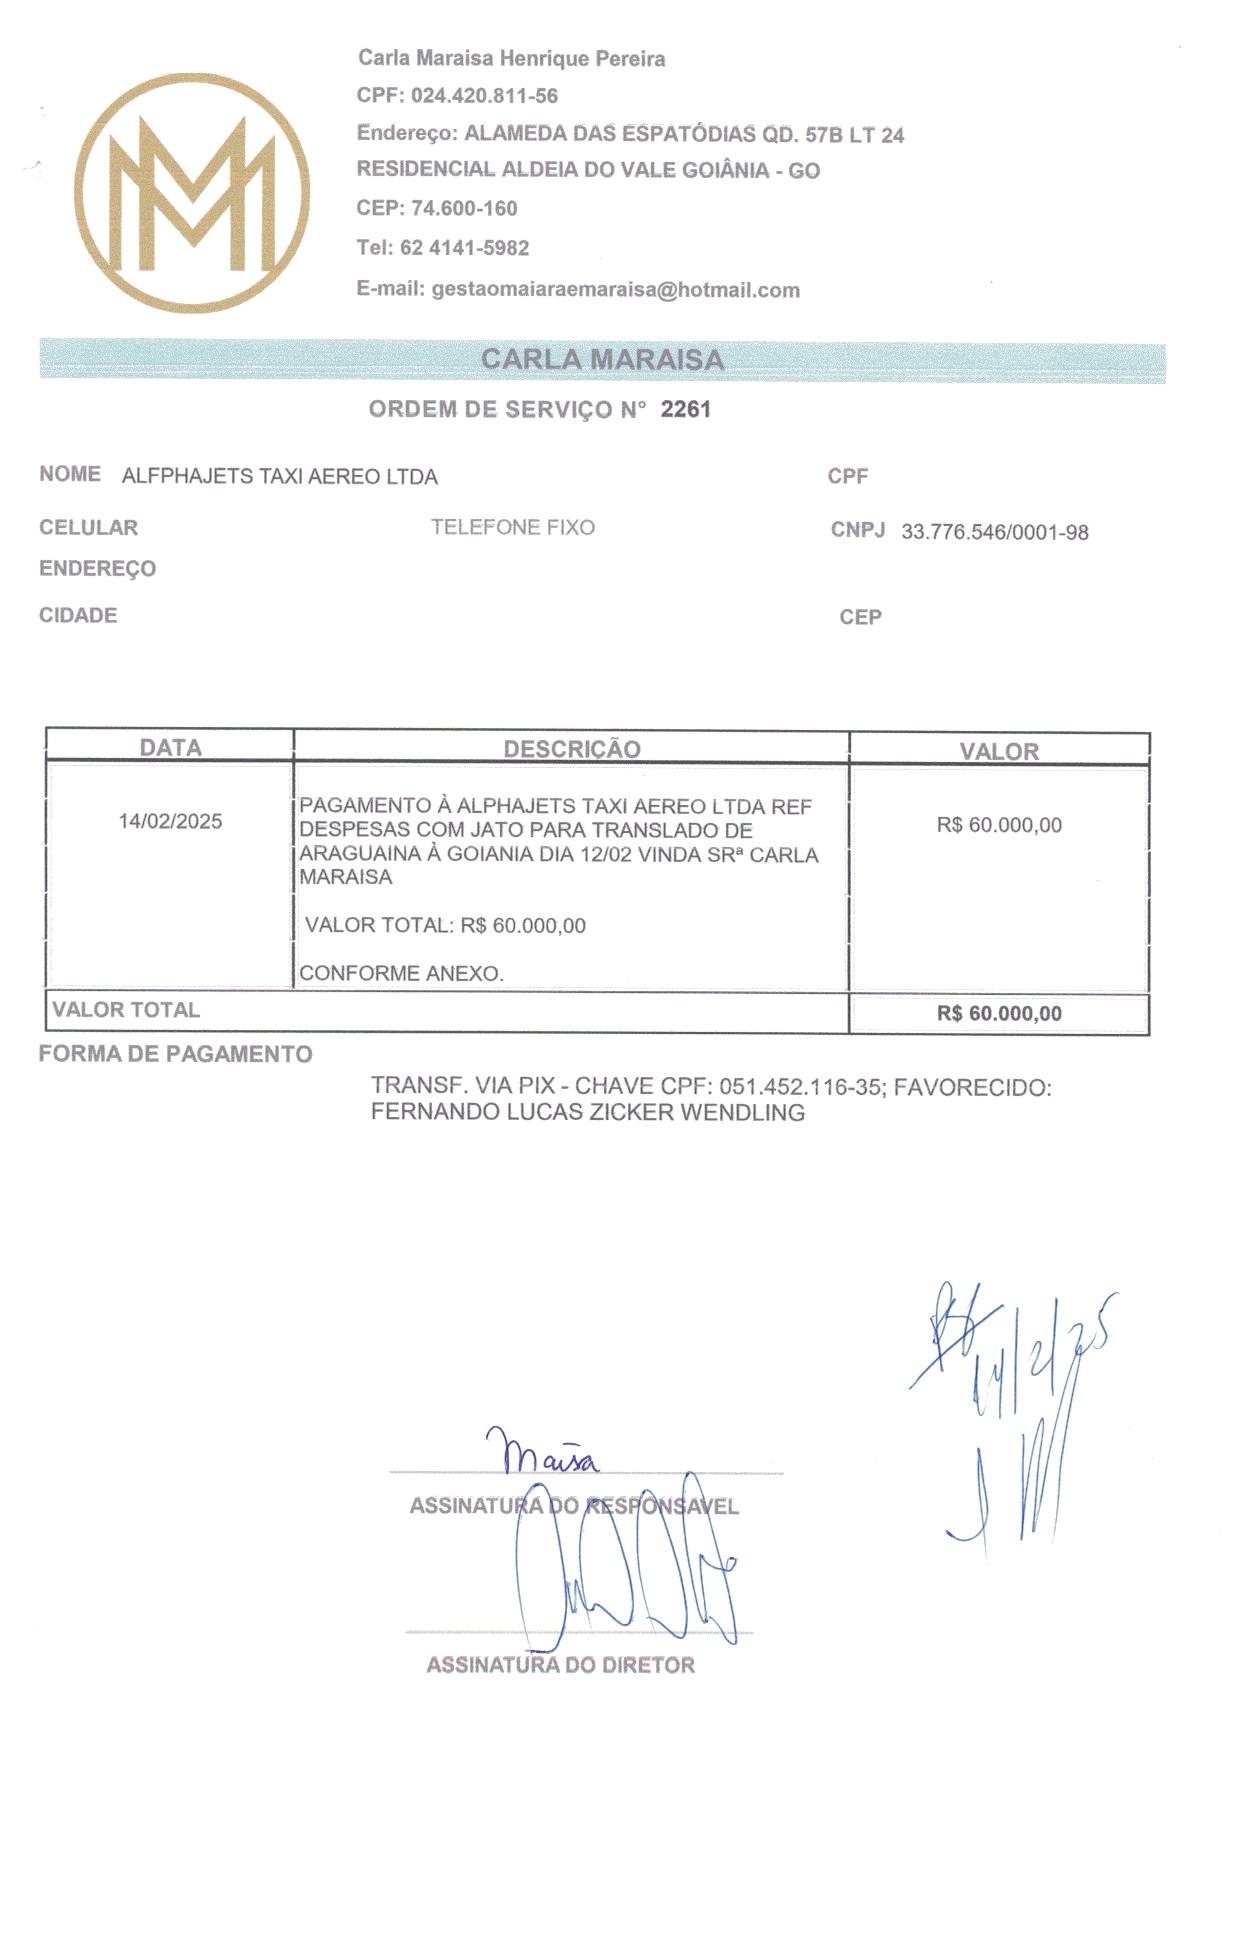 Carla Maraisa Henrique Pereira
CPF: 024.420.811-56
Endereço: ALAMEDA DAS ESPATÓDIAS QD. 57B LT 24
RESIDENCIAL ALDEIA DO VALE GOIÂNIA - GO
CEP: 74.600-160
Tel: 62 4141-5982
E-mail: gestaomaiaraemaraisa@hotmail.com
CARLA MARAISA
ORDEM DE SERVIÇO N° 2261
NOME ALFPHAJETS TAXI AEREO LTDA CPF
CELULAR TELEFONE FIXO CNPJ 33.776.546/0001-98
ENDEREÇO
CIDADE CEP
DATA DESCRIÇÃO VALOR
14/02/2025 PAGAMENTO À ALPHAJETS TAXI AEREO LTDA REF R$ 60.000,00
DESPESAS COM JATO PARA TRANSLADO DE
ARAGUAINA À GOIANIA DIA 12/02 VINDA SRª CARLA
MARAISA
VALOR TOTAL: R$ 60.000,00
CONFORME ANEXO.
VALOR TOTAL R$ 60.000,00
FORMA DE PAGAMENTO
TRANSF. VIA PIX - CHAVE CPF: 051.452.116-35; FAVORECIDO:
FERNANDO LUCAS ZICKER WENDLING
14/2/25
Maísa
ASSINATURA DO RESPONSAVEL
ASSINATURA DO DIRETOR